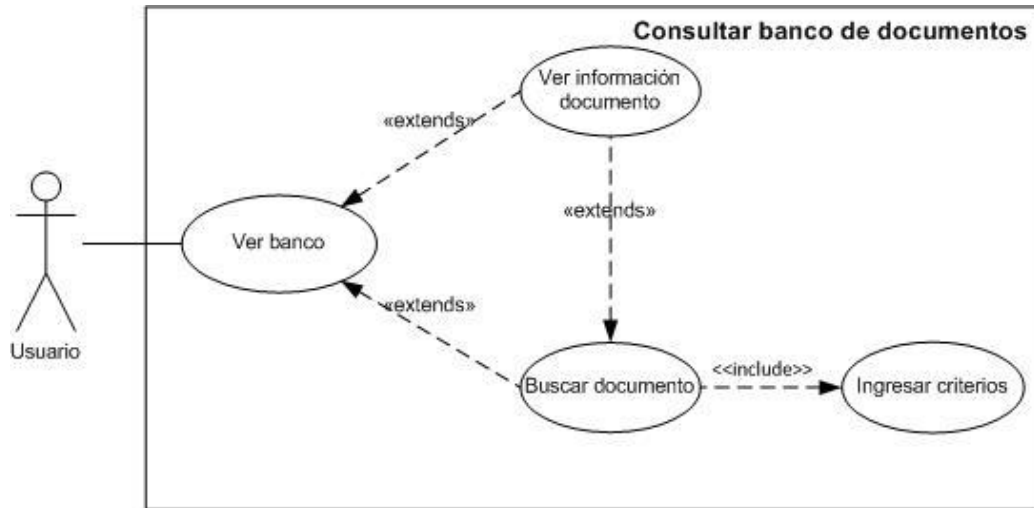 Consultar banco de documentos
Ver información
documento
«extends»
«extends»
Ver banco
«extends»
Usuario
Buscar documento
<<include>>
Ingresar criterios